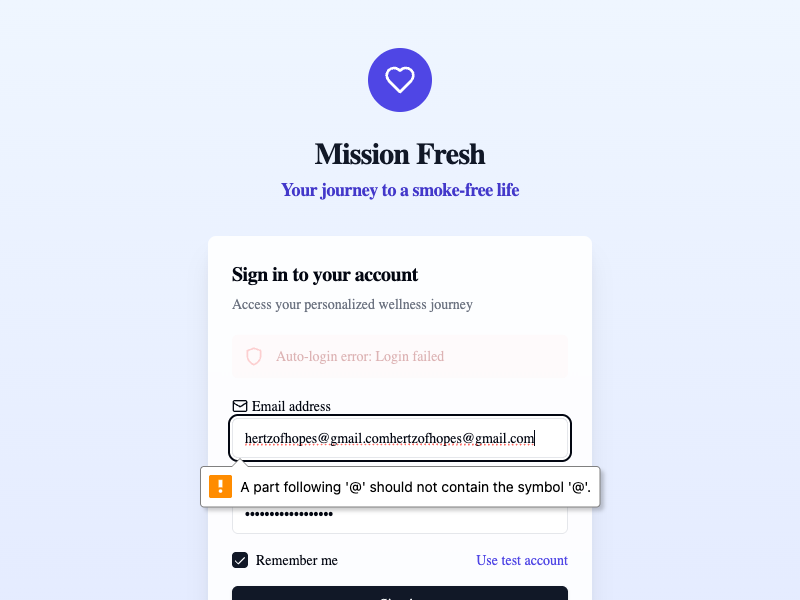 Mission Fresh
Your journey to a smoke-free life
Sign in to your account
Access your personalized wellness journey
Auto-login error: Login failed
Email address
hertzofhopes@gmail.comhertzofhopes@gmail.com
A part following '@' should not contain the symbol '@'.
••••••••••••••••••
Remember me
Use test account